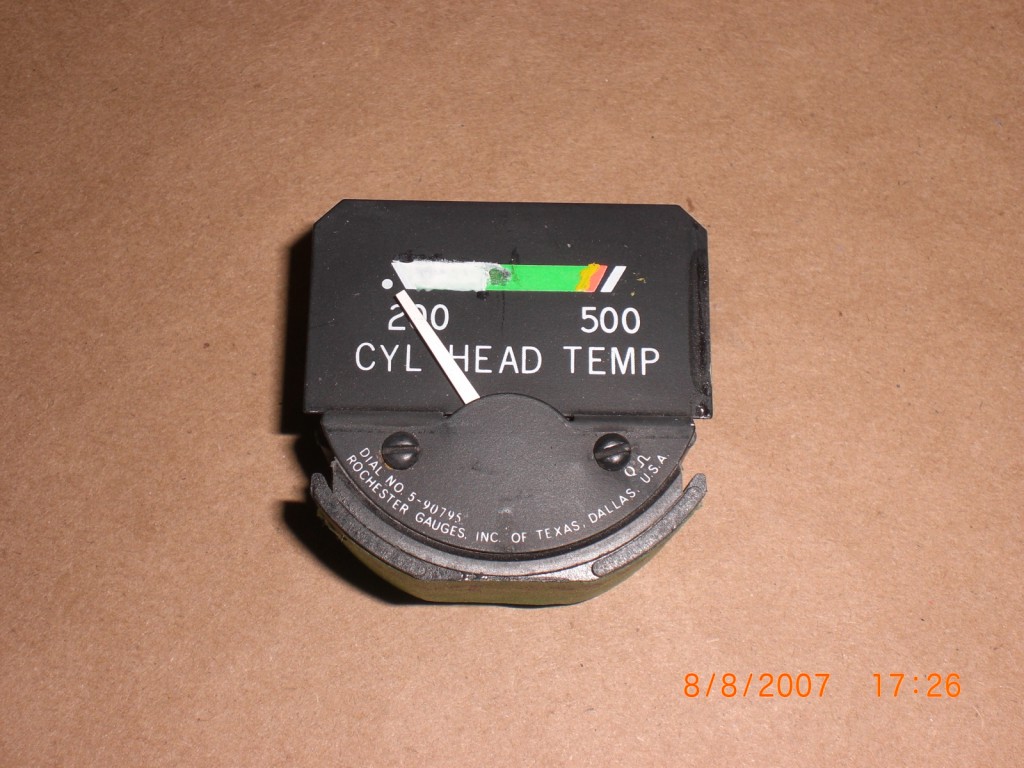 200 500
CYL HEAD TEMP
DIAL NO. 5-90795 Ω Ω
ROCHESTER GAUGES, INC. OF TEXAS, DALLAS, U.S.A.
8/8/2007 17:26